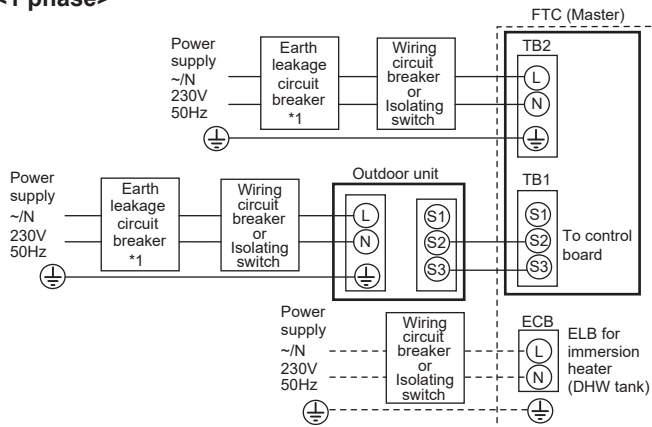 <1 phase>
FTC (Master)
Power
supply
~/N
230V
50Hz
Earth
leakage
circuit
breaker
*1
Wiring
circuit
breaker
or
Isolating
switch
TB2
L
N
Power
supply
~/N
230V
50Hz
Earth
leakage
circuit
breaker
*1
Wiring
circuit
breaker
or
Isolating
switch
Outdoor unit
L
N
S1
S2
S3
TB1
S1
S2
S3
To control
board
Power
supply
~/N
230V
50Hz
Wiring
circuit
breaker
or
Isolating
switch
ECB
L
N
ELB for
immersion
heater
(DHW tank)